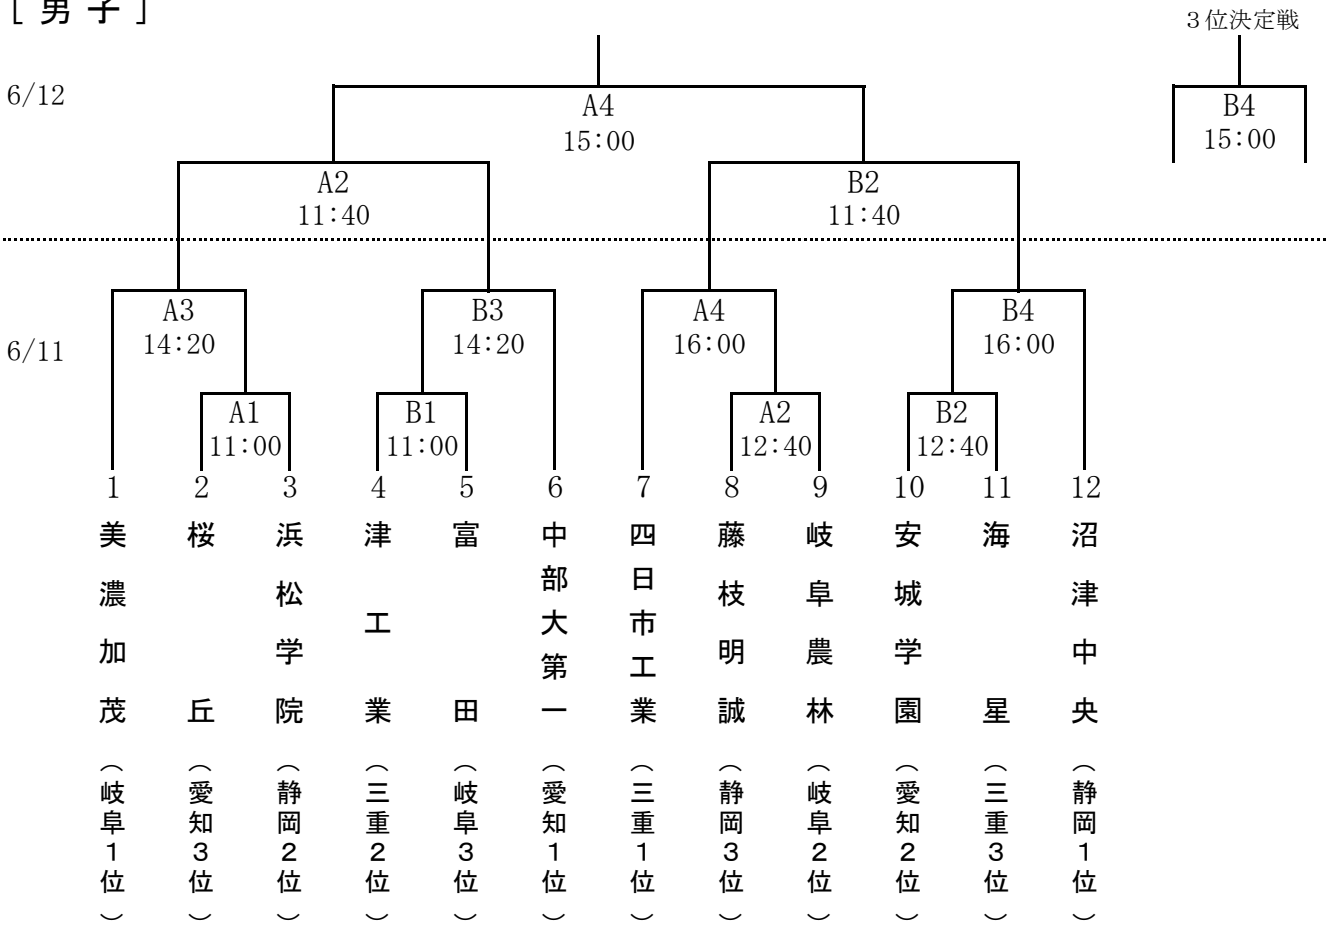 [ 男 子 ]
３位決定戦
6/12
A4
15:00
B4
15:00
A2
11:40
B2
11:40
6/11
A3
14:20
B3
14:20
A4
16:00
B4
16:00
A1
11:00
B1
11:00
A2
12:40
B2
12:40
1 2 3 4 5 6 7 8 9 10 11 12
美濃加茂（岐阜１位）
桜丘（愛知３位）
浜松学院（静岡２位）
津工業（三重２位）
富田（岐阜３位）
中部大第一（愛知１位）
四日市工業（三重１位）
藤枝明誠（静岡３位）
岐阜農林（岐阜２位）
安城学園（愛知２位）
海星（三重３位）
沼津中央（静岡１位）